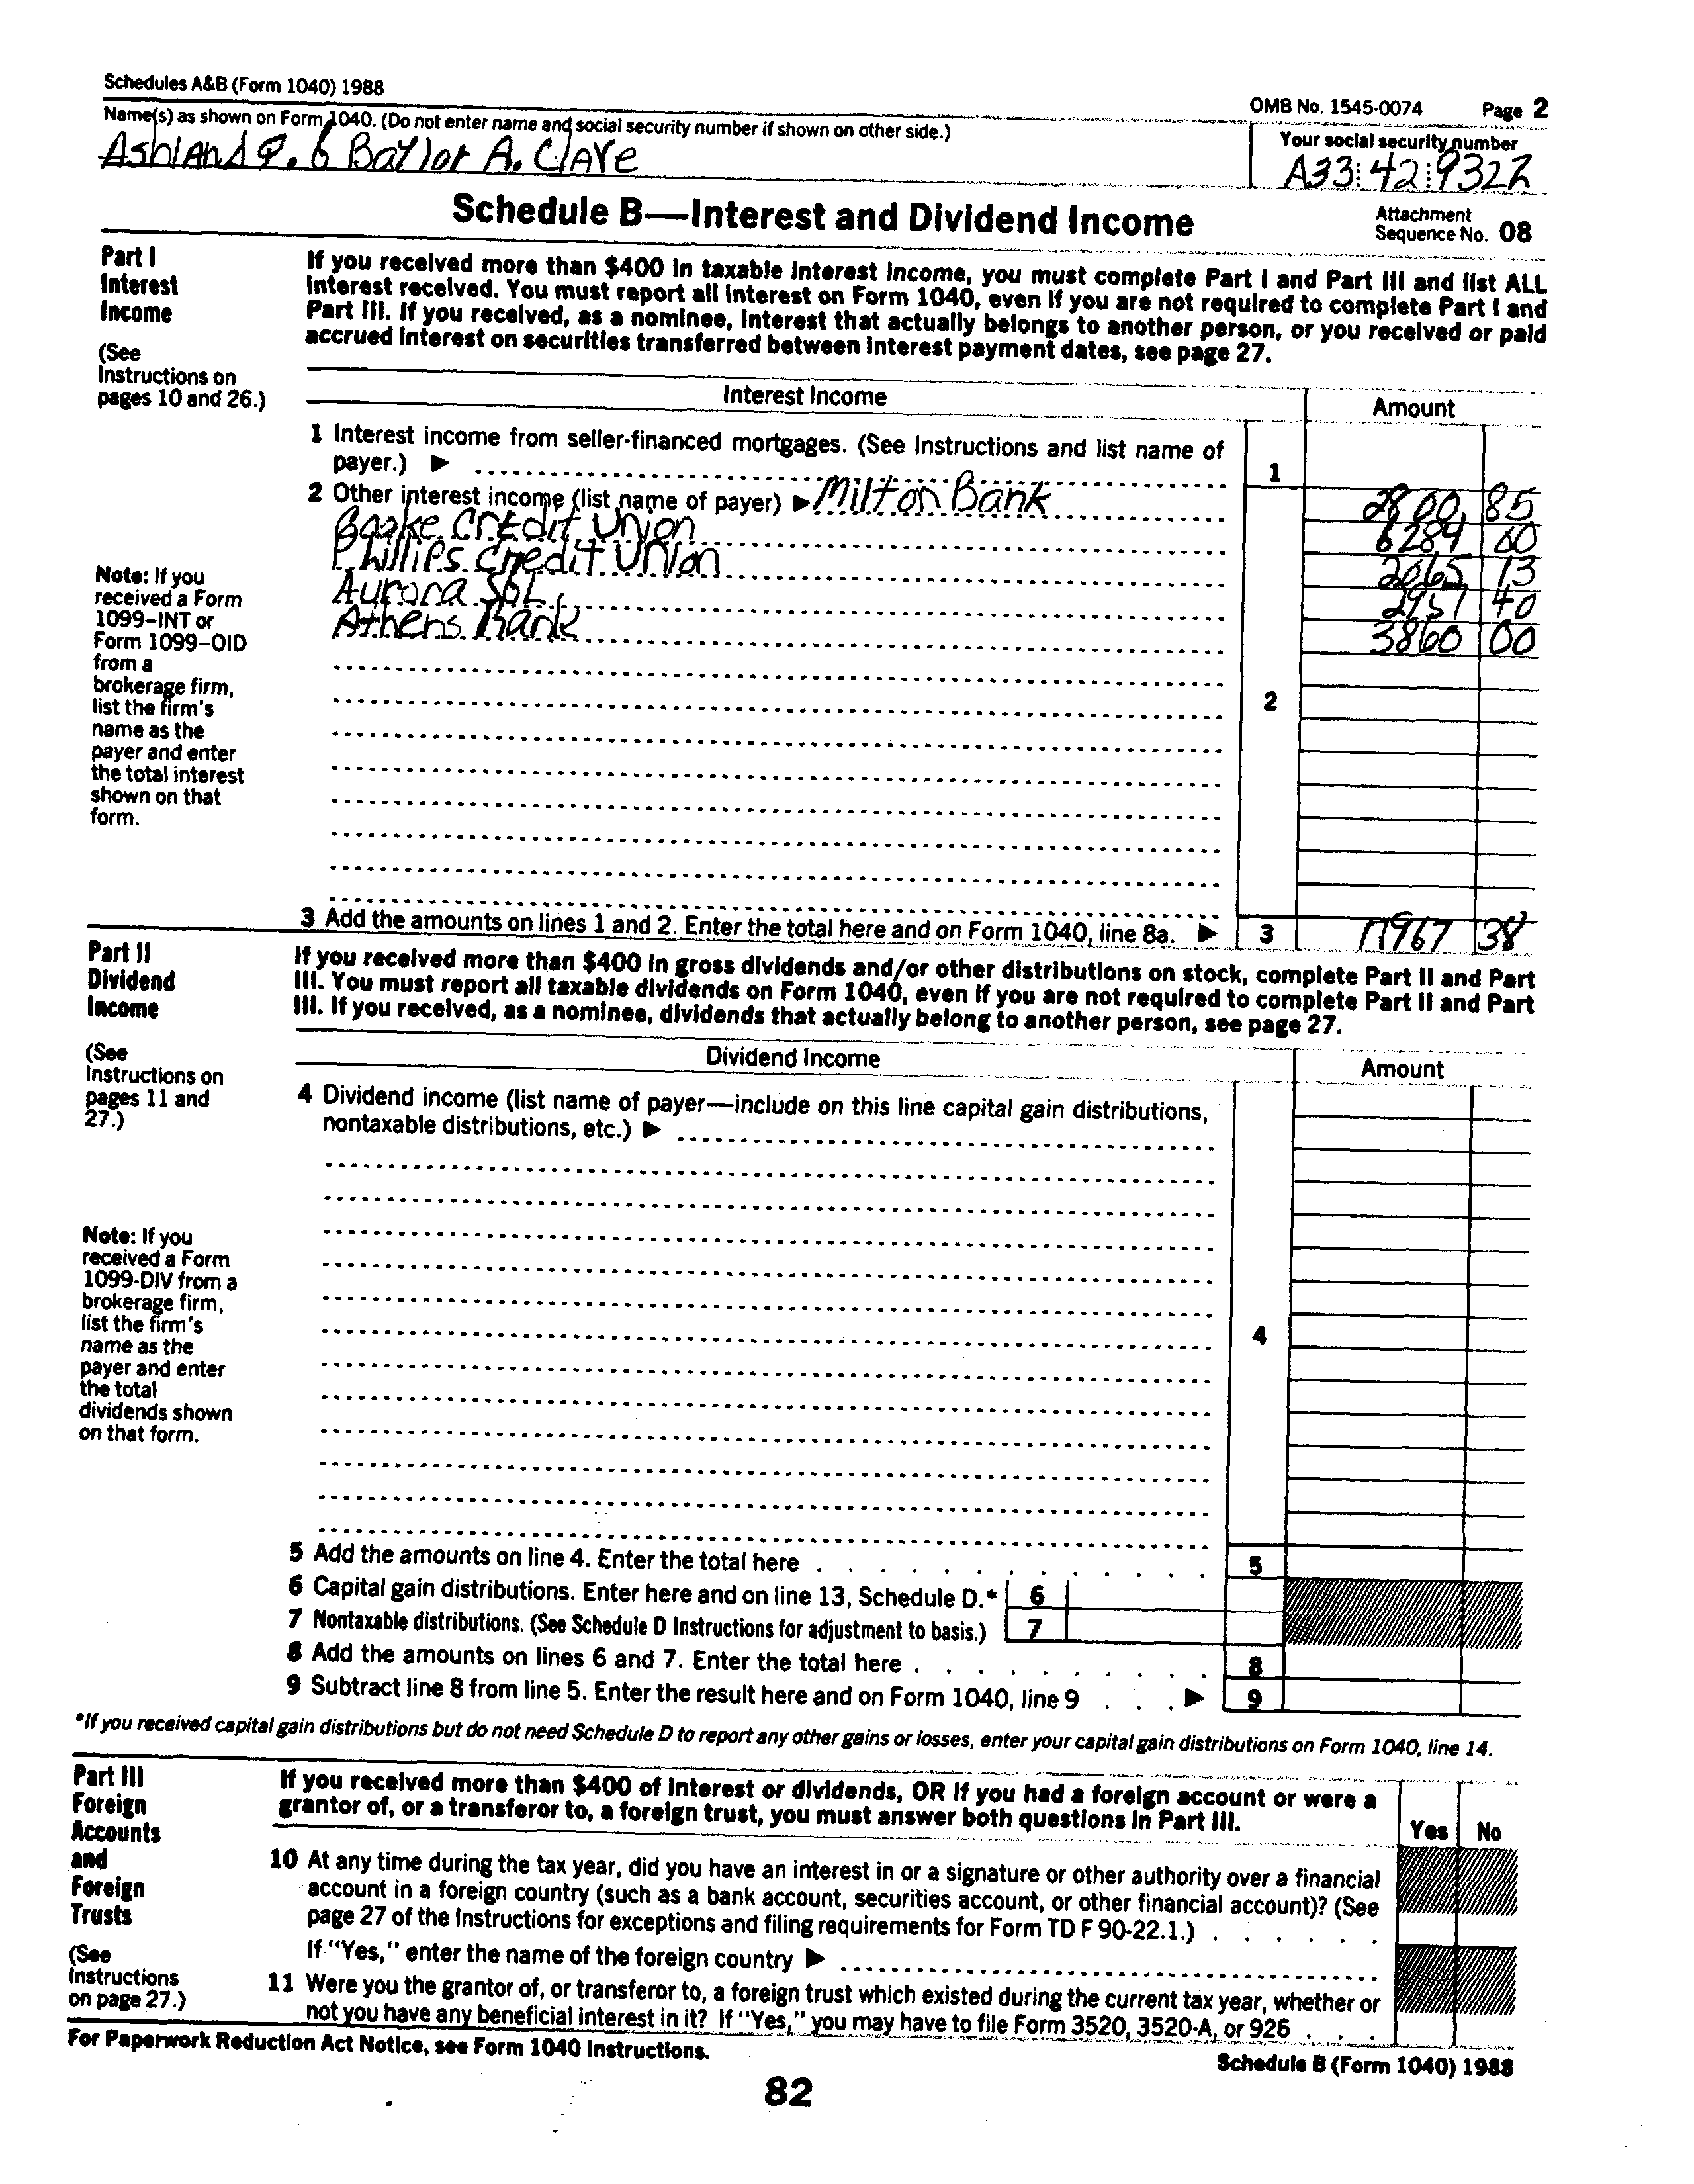 Schedules A&B (Form 1040) 1988
OMB No. 1545-0074 Page 2
Name(s) as shown on Form 1040. (Do not enter name and social security number if shown on other side.)
Your social security number
Ashland Q. & Baylor A. Clare
A33 42 9322
Schedule B—Interest and Dividend Income
Attachment
Sequence No. 08
Part I
Interest
Income
(See
Instructions on
pages 10 and 26.)
If you received more than $400 in taxable interest income, you must complete Part I and Part III and list ALL
interest received. You must report all interest on Form 1040, even if you are not required to complete Part I and
Part III. If you received, as a nominee, interest that actually belongs to another person, or you received or paid
accrued interest on securities transferred between interest payment dates, see page 27.
Interest Income Amount
1 Interest income from seller-financed mortgages. (See Instructions and list name of
payer.) ▶ 1
2 Other interest income (list name of payer) ▶ Milton Bank 2800 85
Credit Union 6284 00
Phillips Credit Union 2065 13
Aurora S&L 2957 40
Athens Bank 3860 00
2
Note: If you
received a Form
1099–INT or
Form 1099–OID
from a
brokerage firm,
list the firm's
name as the
payer and enter
the total interest
shown on that
form.
3 Add the amounts on lines 1 and 2. Enter the total here and on Form 1040, line 8a. ▶ 3 17967 38
Part II
Dividend
Income
(See
Instructions on
pages 11 and
27.)
If you received more than $400 in gross dividends and/or other distributions on stock, complete Part II and Part
III. You must report all taxable dividends on Form 1040, even if you are not required to complete Part II and Part
III. If you received, as a nominee, dividends that actually belong to another person, see page 27.
Dividend Income Amount
4 Dividend income (list name of payer—include on this line capital gain distributions,
nontaxable distributions, etc.) ▶
4
Note: If you
received a Form
1099-DIV from a
brokerage firm,
list the firm's
name as the
payer and enter
the total
dividends shown
on that form.
5 Add the amounts on line 4. Enter the total here . . . . . . . . . . . . . 5
6 Capital gain distributions. Enter here and on line 13, Schedule D.* 6
7 Nontaxable distributions. (See Schedule D Instructions for adjustment to basis.) 7
8 Add the amounts on lines 6 and 7. Enter the total here . . . . . . . . . . 8
9 Subtract line 8 from line 5. Enter the result here and on Form 1040, line 9 . . . ▶ 9
*If you received capital gain distributions but do not need Schedule D to report any other gains or losses, enter your capital gain distributions on Form 1040, line 14.
Part III
Foreign
Accounts
and
Foreign
Trusts
(See
Instructions
on page 27.)
If you received more than $400 of interest or dividends, OR if you had a foreign account or were a
grantor of, or a transferor to, a foreign trust, you must answer both questions in Part III.
Yes No
10 At any time during the tax year, did you have an interest in or a signature or other authority over a financial
account in a foreign country (such as a bank account, securities account, or other financial account)? (See
page 27 of the Instructions for exceptions and filing requirements for Form TD F 90-22.1.) . . . . . .
If "Yes," enter the name of the foreign country ▶
11 Were you the grantor of, or transferor to, a foreign trust which existed during the current tax year, whether or
not you have any beneficial interest in it? If "Yes," you may have to file Form 3520, 3520-A, or 926 . . .
For Paperwork Reduction Act Notice, see Form 1040 Instructions.
Schedule B (Form 1040) 1988
82